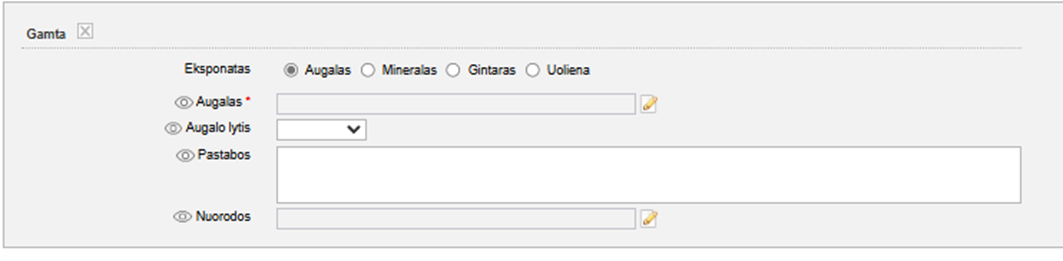 Gamta
Eksponatas Augalas Mineralas Gintaras Uoliena
Augalas *
Augalo lytis
Pastabos
Nuorodos